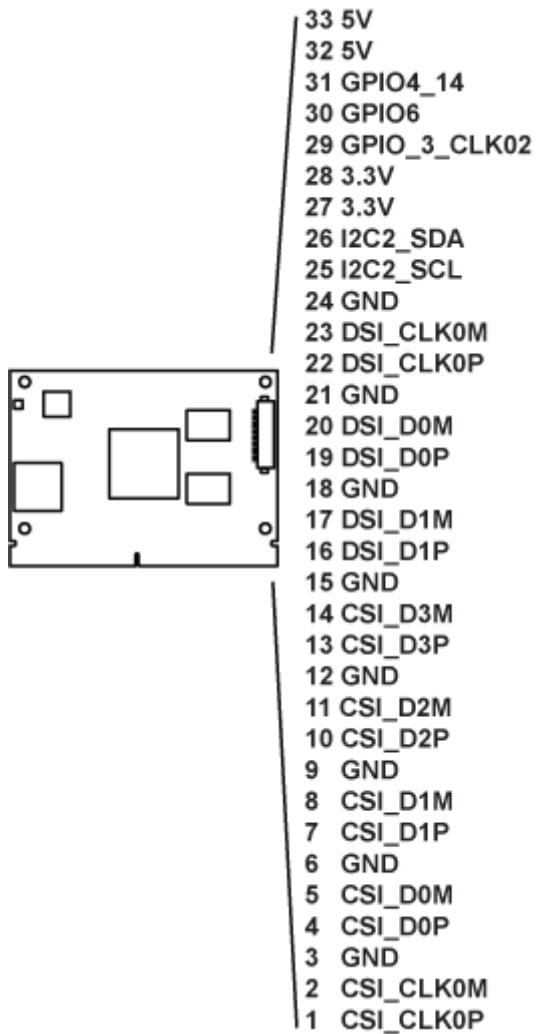 33 5V
32 5V
31 GPIO4_14
30 GPIO6
29 GPIO_3_CLK02
28 3.3V
27 3.3V
26 I2C2_SDA
25 I2C2_SCL
24 GND
23 DSI_CLK0M
22 DSI_CLK0P
21 GND
20 DSI_D0M
19 DSI_D0P
18 GND
17 DSI_D1M
16 DSI_D1P
15 GND
14 CSI_D3M
13 CSI_D3P
12 GND
11 CSI_D2M
10 CSI_D2P
9 GND
8 CSI_D1M
7 CSI_D1P
6 GND
5 CSI_D0M
4 CSI_D0P
3 GND
2 CSI_CLK0M
1 CSI_CLK0P